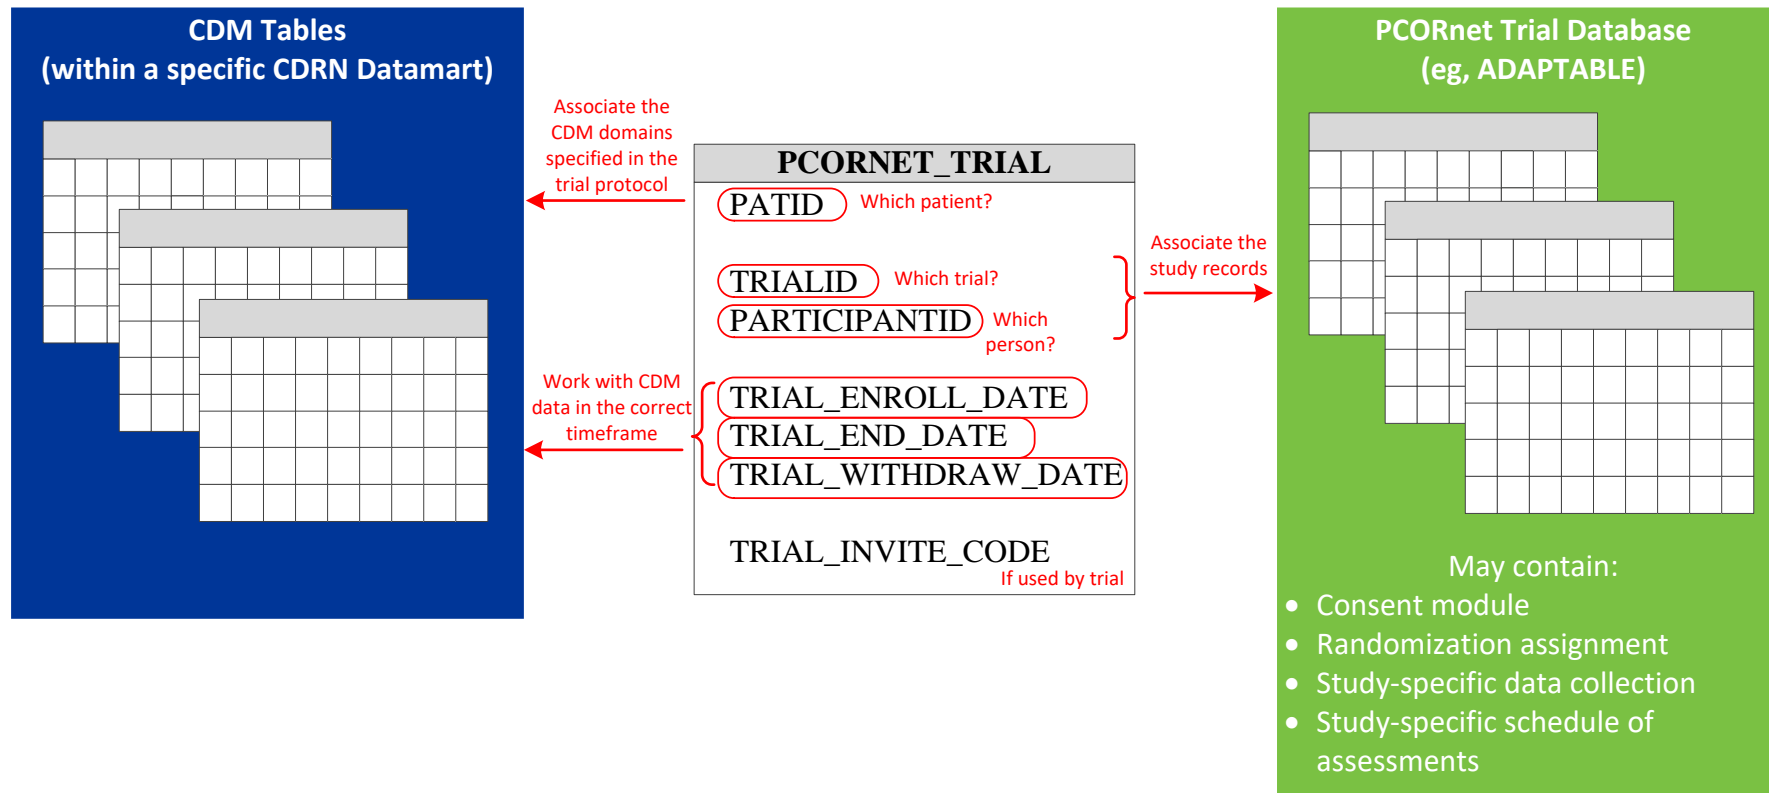 CDM Tables
(within a specific CDRN Datamart)
Associate the
CDM domains
specified in the
trial protocol
Work with CDM
data in the correct
timeframe
PCORNET_TRIAL
PATID Which patient?
TRIALID Which trial?
PARTICIPANTID Which
person?
TRIAL_ENROLL_DATE
TRIAL_END_DATE
TRIAL_WITHDRAW_DATE
TRIAL_INVITE_CODE
If used by trial
Associate the
study records
PCORnet Trial Database
(eg, ADAPTABLE)
May contain:
• Consent module
• Randomization assignment
• Study-specific data collection
• Study-specific schedule of
assessments